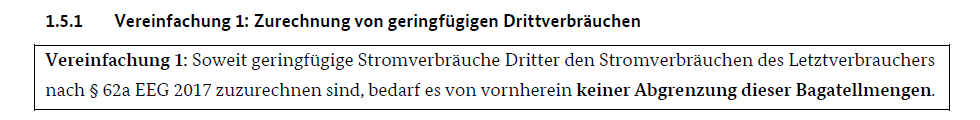 1.5.1 Vereinfachung 1: Zurechnung von geringfügigen Drittverbräuchen
Vereinfachung 1: Soweit geringfügige Stromverbräuche Dritter den Stromverbräuchen des Letztverbrauchers
nach § 62a EEG 2017 zuzurechnen sind, bedarf es von vornherein keiner Abgrenzung dieser Bagatellmengen.